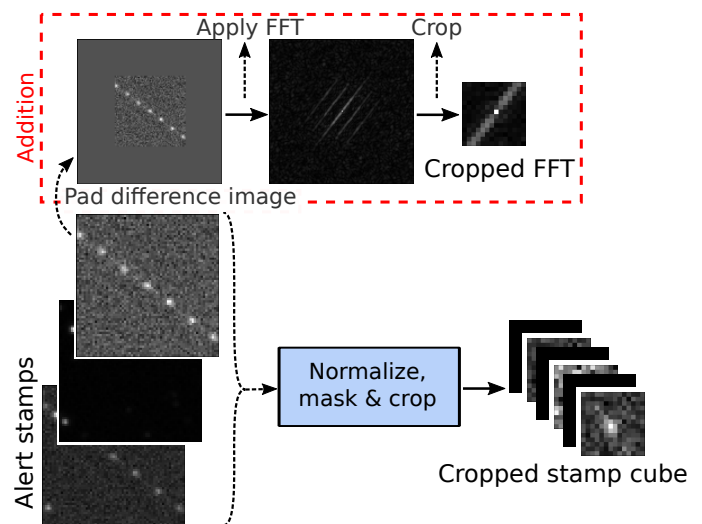 Apply FFT
Crop
Addition
Cropped FFT
Pad difference image
Alert stamps
Normalize,
mask & crop
Cropped stamp cube